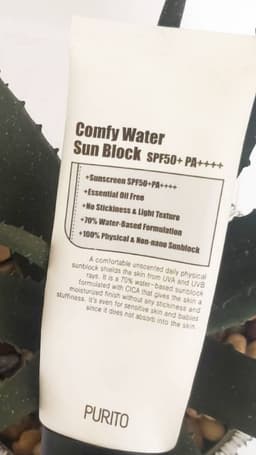 Comfy Water
Sun Block SPF50+ PA++++
+Sunscreen SPF50+PA++++
+Essential Oil Free
+No Stickiness & Light Texture
+70% Water-Based Formulation
+100% Physical & Non-nano Sunblock
A comfortable unscented daily physical
sunblock shields the skin from UVA and UVB
rays. It is a 70% water-based sunblock
formulated with CICA that gives the skin a
moisturized finish without any stickiness and
stuffiness. It's even for sensitive skin and babies
since it does not absorb into the skin.
PURITO